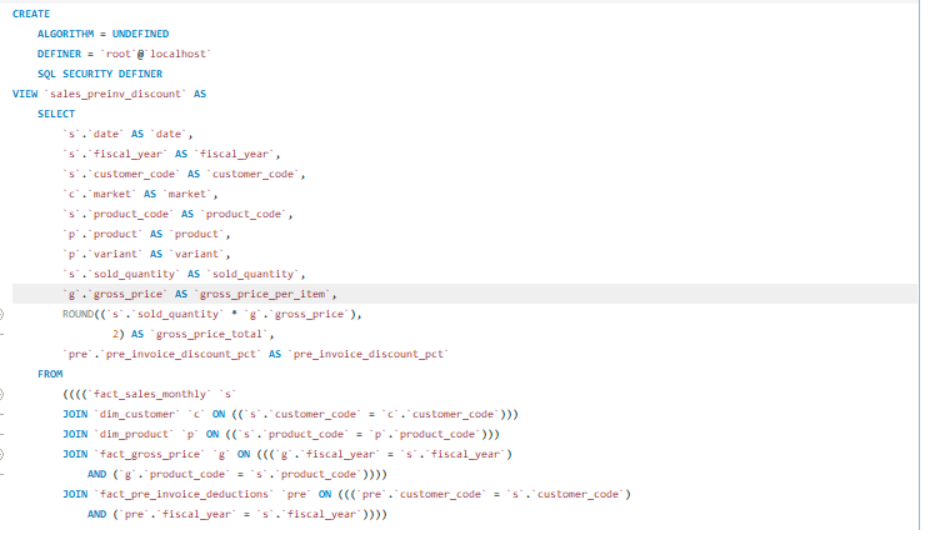 CREATE
ALGORITHM = UNDEFINED
DEFINER = `root`@`localhost`
SQL SECURITY DEFINER
VIEW `sales_preinv_discount` AS
SELECT
`s`.`date` AS `date`,
`s`.`fiscal_year` AS `fiscal_year`,
`s`.`customer_code` AS `customer_code`,
`c`.`market` AS `market`,
`s`.`product_code` AS `product_code`,
`p`.`product` AS `product`,
`p`.`variant` AS `variant`,
`s`.`sold_quantity` AS `sold_quantity`,
`g`.`gross_price` AS `gross_price_per_item`,
ROUND((`s`.`sold_quantity` * `g`.`gross_price`),
2) AS `gross_price_total`,
`pre`.`pre_invoice_discount_pct` AS `pre_invoice_discount_pct`
FROM
((((`fact_sales_monthly` `s`
JOIN `dim_customer` `c` ON ((`s`.`customer_code` = `c`.`customer_code`)))
JOIN `dim_product` `p` ON ((`s`.`product_code` = `p`.`product_code`)))
JOIN `fact_gross_price` `g` ON (((`g`.`fiscal_year` = `s`.`fiscal_year`)
AND (`g`.`product_code` = `s`.`product_code`))))
JOIN `fact_pre_invoice_deductions` `pre` ON (((`pre`.`customer_code` = `s`.`customer_code`)
AND (`pre`.`fiscal_year` = `s`.`fiscal_year`))))